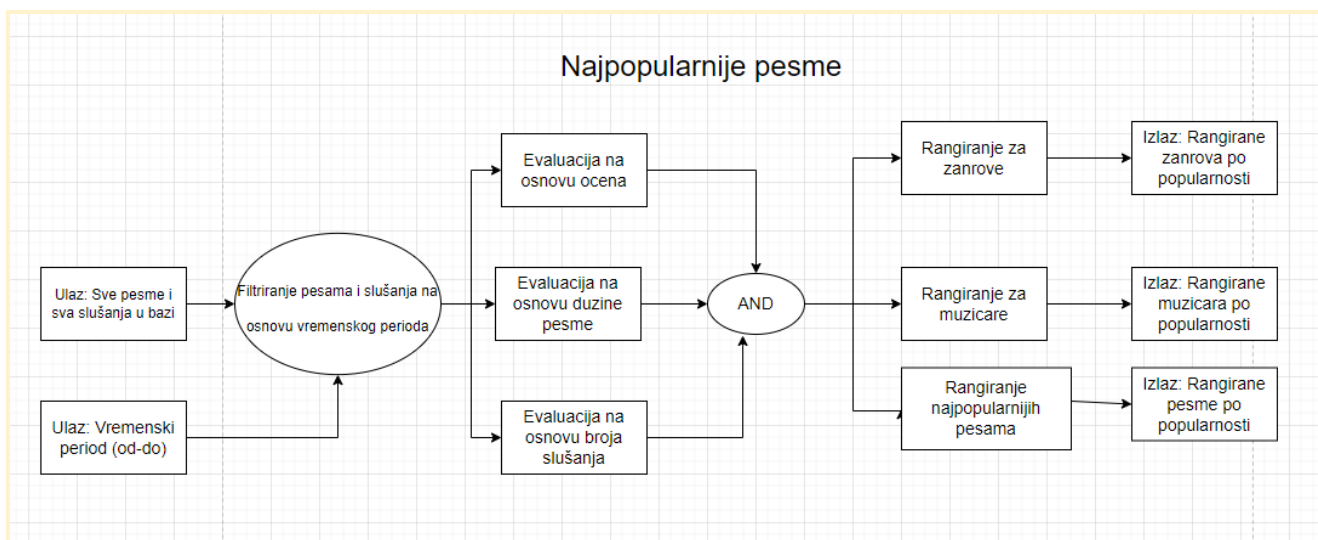 Najpopularnije pesme
Ulaz: Sve pesme i
sva slušanja u bazi
Ulaz: Vremenski
period (od-do)
Filtriranje pesama i slušanja na
osnovu vremenskog perioda
Evaluacija na
osnovu ocena
Evaluacija na
osnovu duzine
pesme
Evaluacija na
osnovu broja
slušanja
AND
Rangiranje za
zanrove
Izlaz: Rangirane
zanrova po
popularnosti
Rangiranje za
muzicare
Izlaz: Rangirane
muzicara po
popularnosti
Rangiranje
najpopularnijih
pesama
Izlaz: Rangirane
pesme po
popularnosti